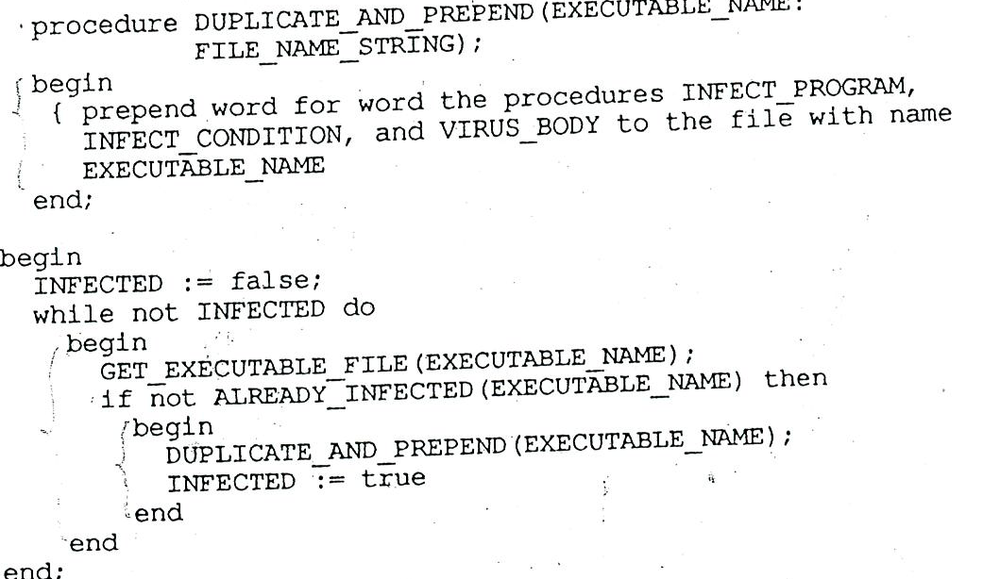 procedure DUPLICATE_AND_PREPEND(EXECUTABLE_NAME:
FILE_NAME_STRING);
begin
{ prepend word for word the procedures INFECT_PROGRAM,
INFECT_CONDITION, and VIRUS_BODY to the file with name
EXECUTABLE_NAME
end;
begin
INFECTED := false;
while not INFECTED do
begin
GET_EXECUTABLE_FILE(EXECUTABLE_NAME);
if not ALREADY_INFECTED(EXECUTABLE_NAME) then
begin
DUPLICATE_AND_PREPEND(EXECUTABLE_NAME);
INFECTED := true
end
end
end;